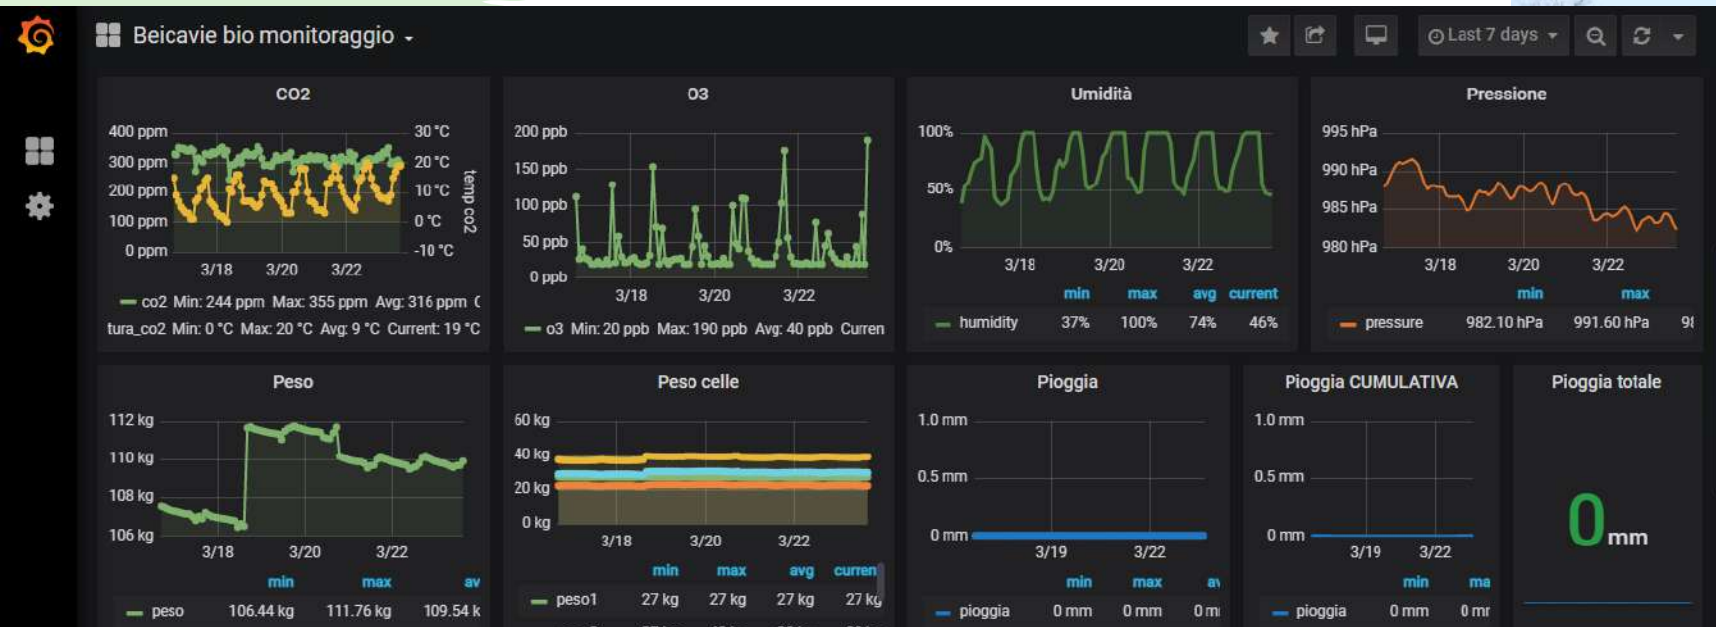 Beicavie bio monitoraggio
Last 7 days
CO2
400 ppm
300 ppm
200 ppm
100 ppm
0 ppm
30 °C
20 °C
10 °C
0 °C
-10 °C
temp co2
3/18 3/20 3/22
co2 Min: 244 ppm Max: 355 ppm Avg: 316 ppm
tura_co2 Min: 0 °C Max: 20 °C Avg: 9 °C Current: 19 °C
O3
200 ppb
150 ppb
100 ppb
50 ppb
0 ppb
3/18 3/20 3/22
o3 Min: 20 ppb Max: 190 ppb Avg: 40 ppb Curren
Umidità
100%
50%
0%
3/18 3/20 3/22
min max avg current
humidity 37% 100% 74% 46%
Pressione
995 hPa
990 hPa
985 hPa
980 hPa
3/18 3/20 3/22
min max
pressure 982.10 hPa 991.60 hPa 98
Peso
112 kg
110 kg
108 kg
106 kg
3/18 3/20 3/22
min max av
peso 106.44 kg 111.76 kg 109.54 k
Peso celle
60 kg
40 kg
20 kg
0 kg
3/18 3/20 3/22
min max avg current
peso1 27 kg 27 kg 27 kg 27 kg
Pioggia
1.0 mm
0.5 mm
0 mm
3/19 3/22
min max av
pioggia 0 mm 0 mm 0 m
Pioggia CUMULATIVA
1.0 mm
0.5 mm
0 mm
3/19 3/22
min ma
pioggia 0 mm 0 mr
Pioggia totale
0 mm